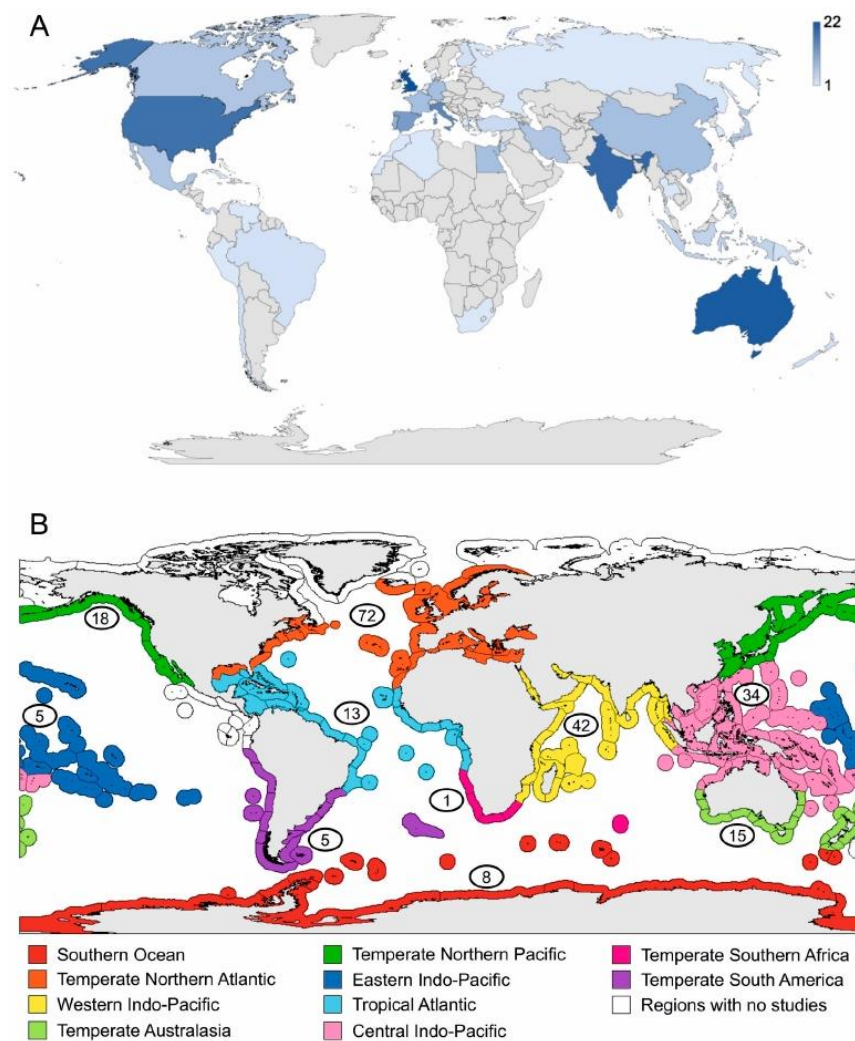 A
22
1
B
18
72
5
13
42
34
1
5
15
8
Southern Ocean
Temperate Northern Atlantic
Western Indo-Pacific
Temperate Australasia
Temperate Northern Pacific
Eastern Indo-Pacific
Tropical Atlantic
Central Indo-Pacific
Temperate Southern Africa
Temperate South America
Regions with no studies